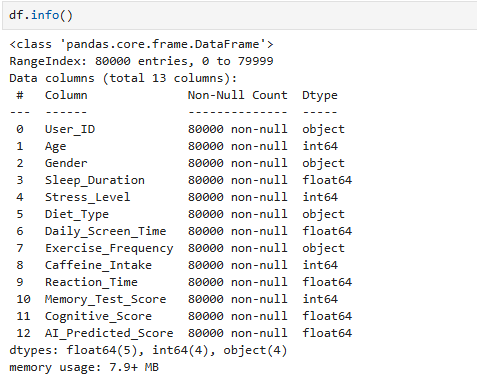 df.info()
<class 'pandas.core.frame.DataFrame'>
RangeIndex: 80000 entries, 0 to 79999
Data columns (total 13 columns):
 #   Column              Non-Null Count  Dtype
---  ------              --------------  -----
 0   User_ID             80000 non-null  object
 1   Age                 80000 non-null  int64
 2   Gender              80000 non-null  object
 3   Sleep_Duration      80000 non-null  float64
 4   Stress_Level        80000 non-null  int64
 5   Diet_Type           80000 non-null  object
 6   Daily_Screen_Time   80000 non-null  float64
 7   Exercise_Frequency  80000 non-null  object
 8   Caffeine_Intake     80000 non-null  int64
 9   Reaction_Time       80000 non-null  float64
 10  Memory_Test_Score   80000 non-null  int64
 11  Cognitive_Score     80000 non-null  float64
 12  AI_Predicted_Score  80000 non-null  float64
dtypes: float64(5), int64(4), object(4)
memory usage: 7.9+ MB